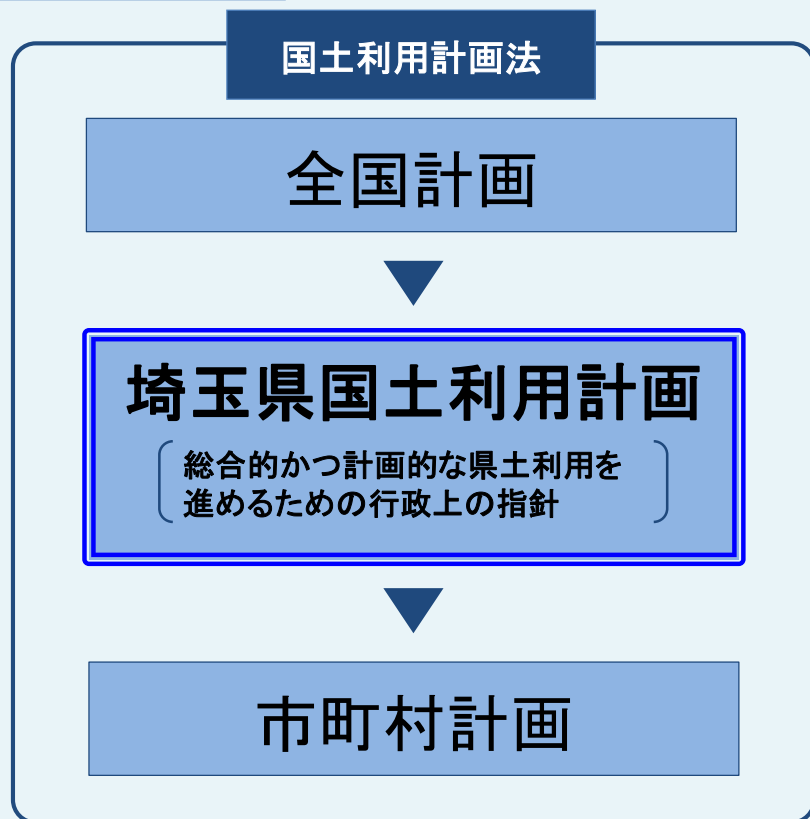 国土利用計画法
全国計画
埼玉県国土利用計画
総合的かつ計画的な県土利用を
進めるための行政上の指針
市町村計画